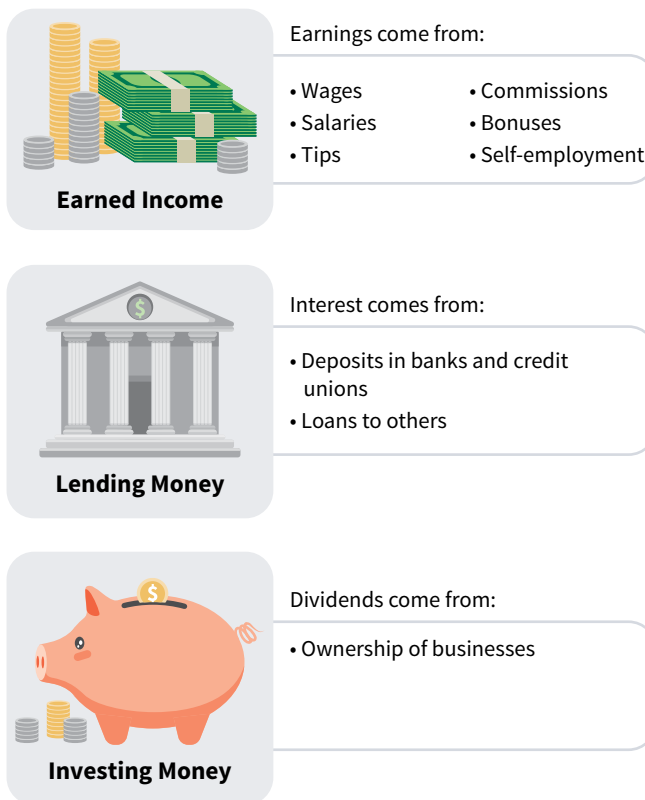 Earnings come from:
• Wages
• Salaries
• Tips
• Commissions
• Bonuses
• Self-employment
Earned Income
$
Interest comes from:
• Deposits in banks and credit
unions
• Loans to others
Lending Money
$
Dividends come from:
• Ownership of businesses
Investing Money